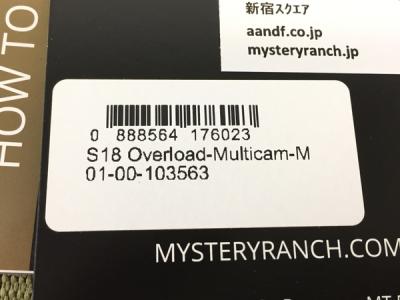 HOW TO
新宿スクエア
aandf.co.jp
mysteryranch.jp
0 888564 176023
S18 Overload-Multicam-M
01-00-103563
MYSTERYRANCH.COM